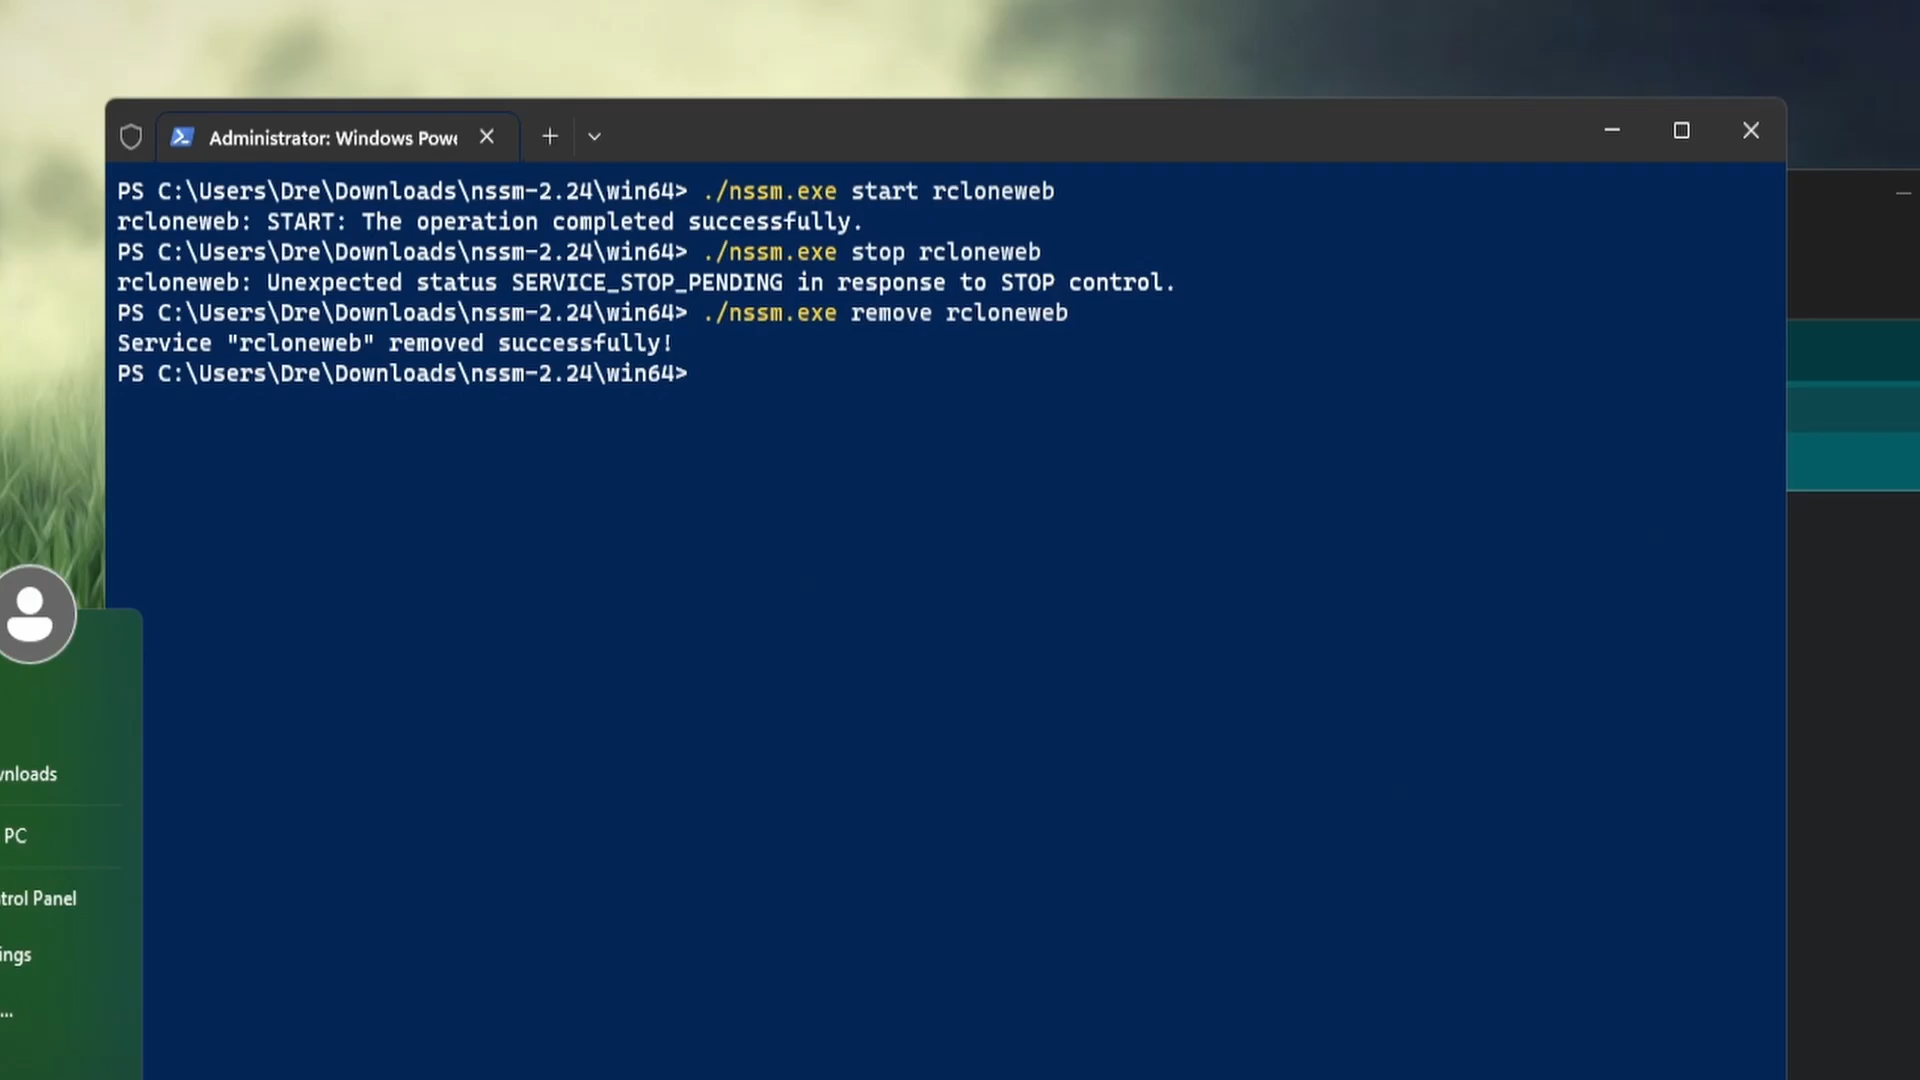 Administrator: Windows Powe
PS C:\Users\Dre\Downloads\nssm-2.24\win64> ./nssm.exe start rcloneweb
rcloneweb: START: The operation completed successfully.
PS C:\Users\Dre\Downloads\nssm-2.24\win64> ./nssm.exe stop rcloneweb
rcloneweb: Unexpected status SERVICE_STOP_PENDING in response to STOP control.
PS C:\Users\Dre\Downloads\nssm-2.24\win64> ./nssm.exe remove rcloneweb
Service "rcloneweb" removed successfully!
PS C:\Users\Dre\Downloads\nssm-2.24\win64>
wnloads
PC
trol Panel
ings
...